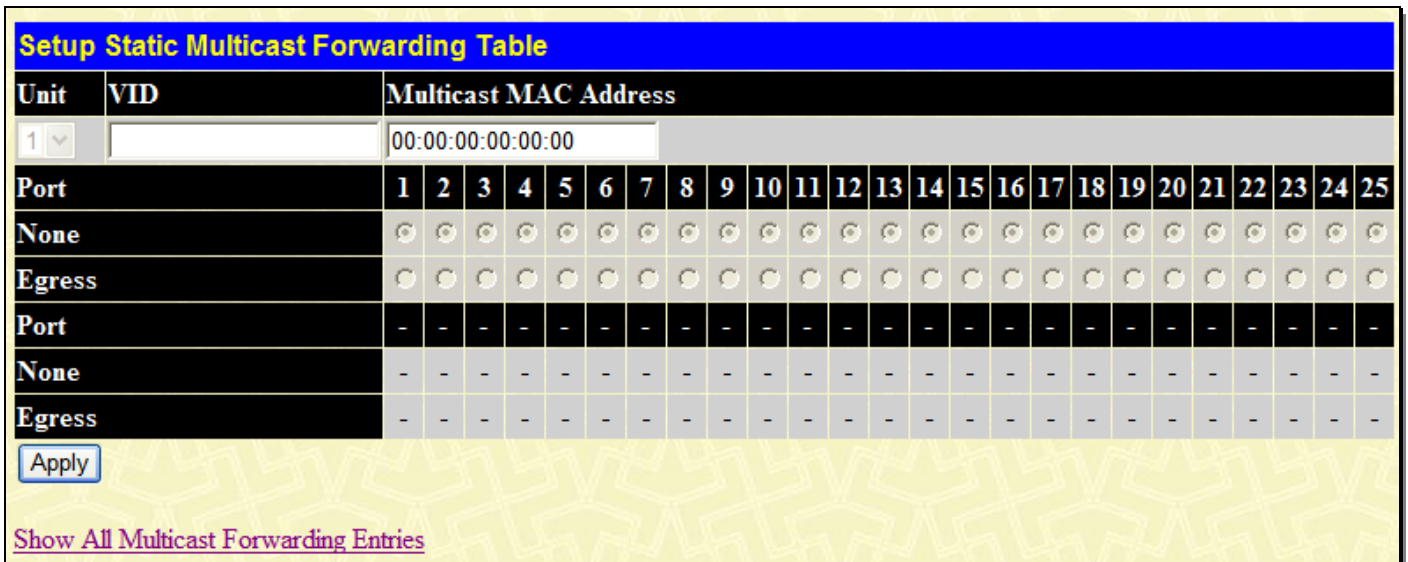 Setup Static Multicast Forwarding Table
Unit VID Multicast MAC Address
1 00:00:00:00:00:00
Port 1 2 3 4 5 6 7 8 9 10 11 12 13 14 15 16 17 18 19 20 21 22 23 24 25
None
Egress
Port - - - - - - - - - - - - - - - - - - - - - - - - -
None - - - - - - - - - - - - - - - - - - - - - - - - -
Egress - - - - - - - - - - - - - - - - - - - - - - - - -
Apply
Show All Multicast Forwarding Entries